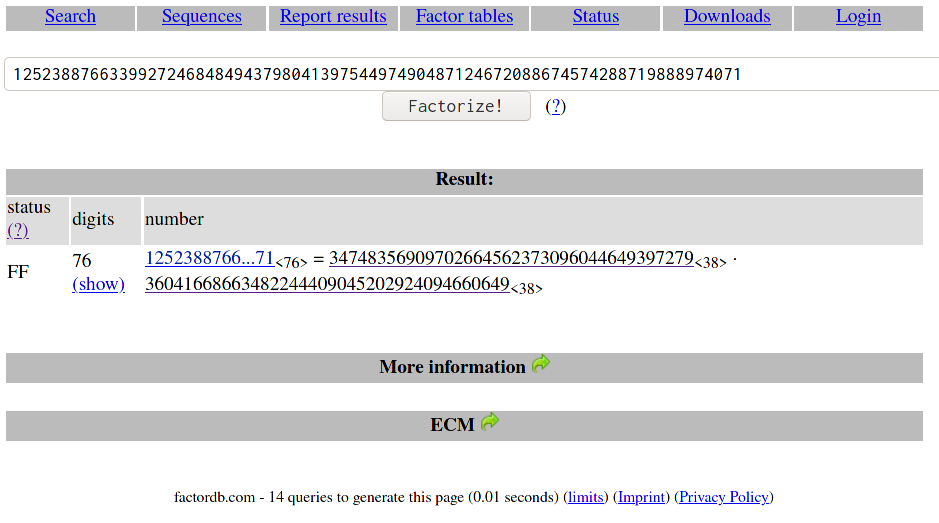 Search Sequences Report results Factor tables Status Downloads Login
1252388766339927246848494379804139754497490487124672088674574288719888974071
Factorize! (?)
Result:
status
(?) digits number
FF 76
(show) 1252388766...71<76> = 34748356909702664562373096044649397279<38> ·
36041668663482244409045202924094660649<38>
More information
ECM
factordb.com - 14 queries to generate this page (0.01 seconds) (limits) (Imprint) (Privacy Policy)